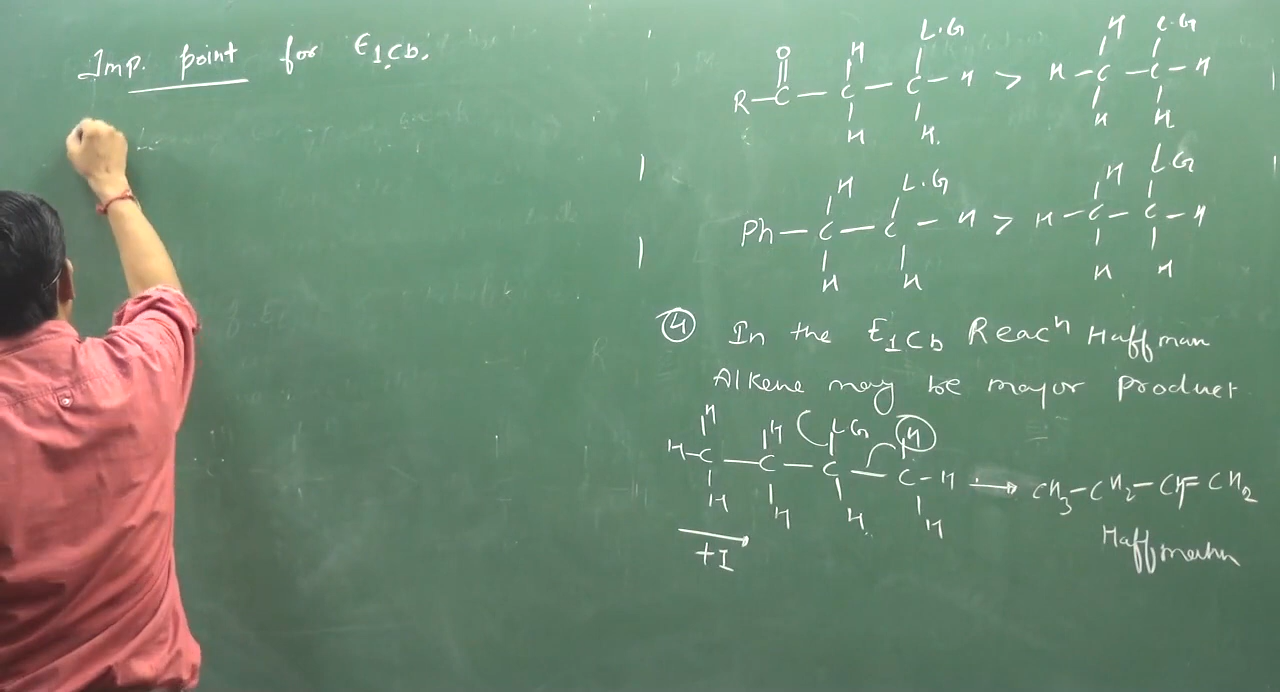 Imp. point for E1cb.
L.G H L.G
O H
R-C-C-C-H > H-C-C-H
H H. H H
H L.G H L.G
Ph-C-C-H > H-C-C-H
H H H H
④ In the E1cb Reacn Haffman
Alkene may be major product
H H L.G H
H-C-C-C-C-H → CH3-CH2-CH=CH2
H H H H
+I